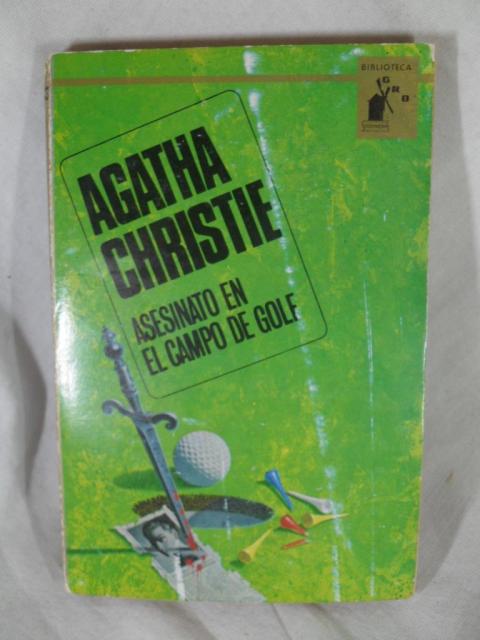 BIBLIOTECA
ORO
AGATHA
CHRISTIE
ASESINATO EN
EL CAMPO DE GOLF